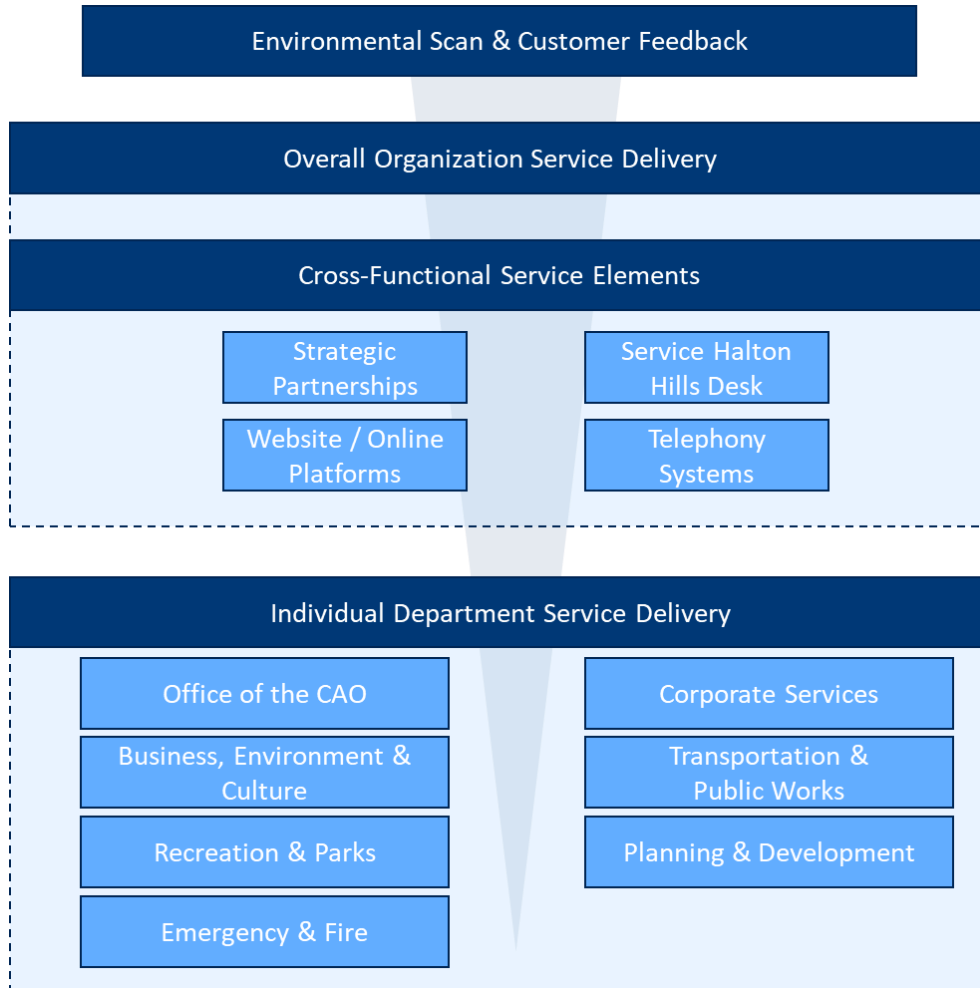 Environmental Scan & Customer Feedback
Overall Organization Service Delivery
Cross-Functional Service Elements
Strategic
Partnerships
Service Halton
Hills Desk
Website / Online
Platforms
Telephony
Systems
Individual Department Service Delivery
Office of the CAO
Corporate Services
Business, Environment &
Culture
Transportation &
Public Works
Recreation & Parks
Planning & Development
Emergency & Fire